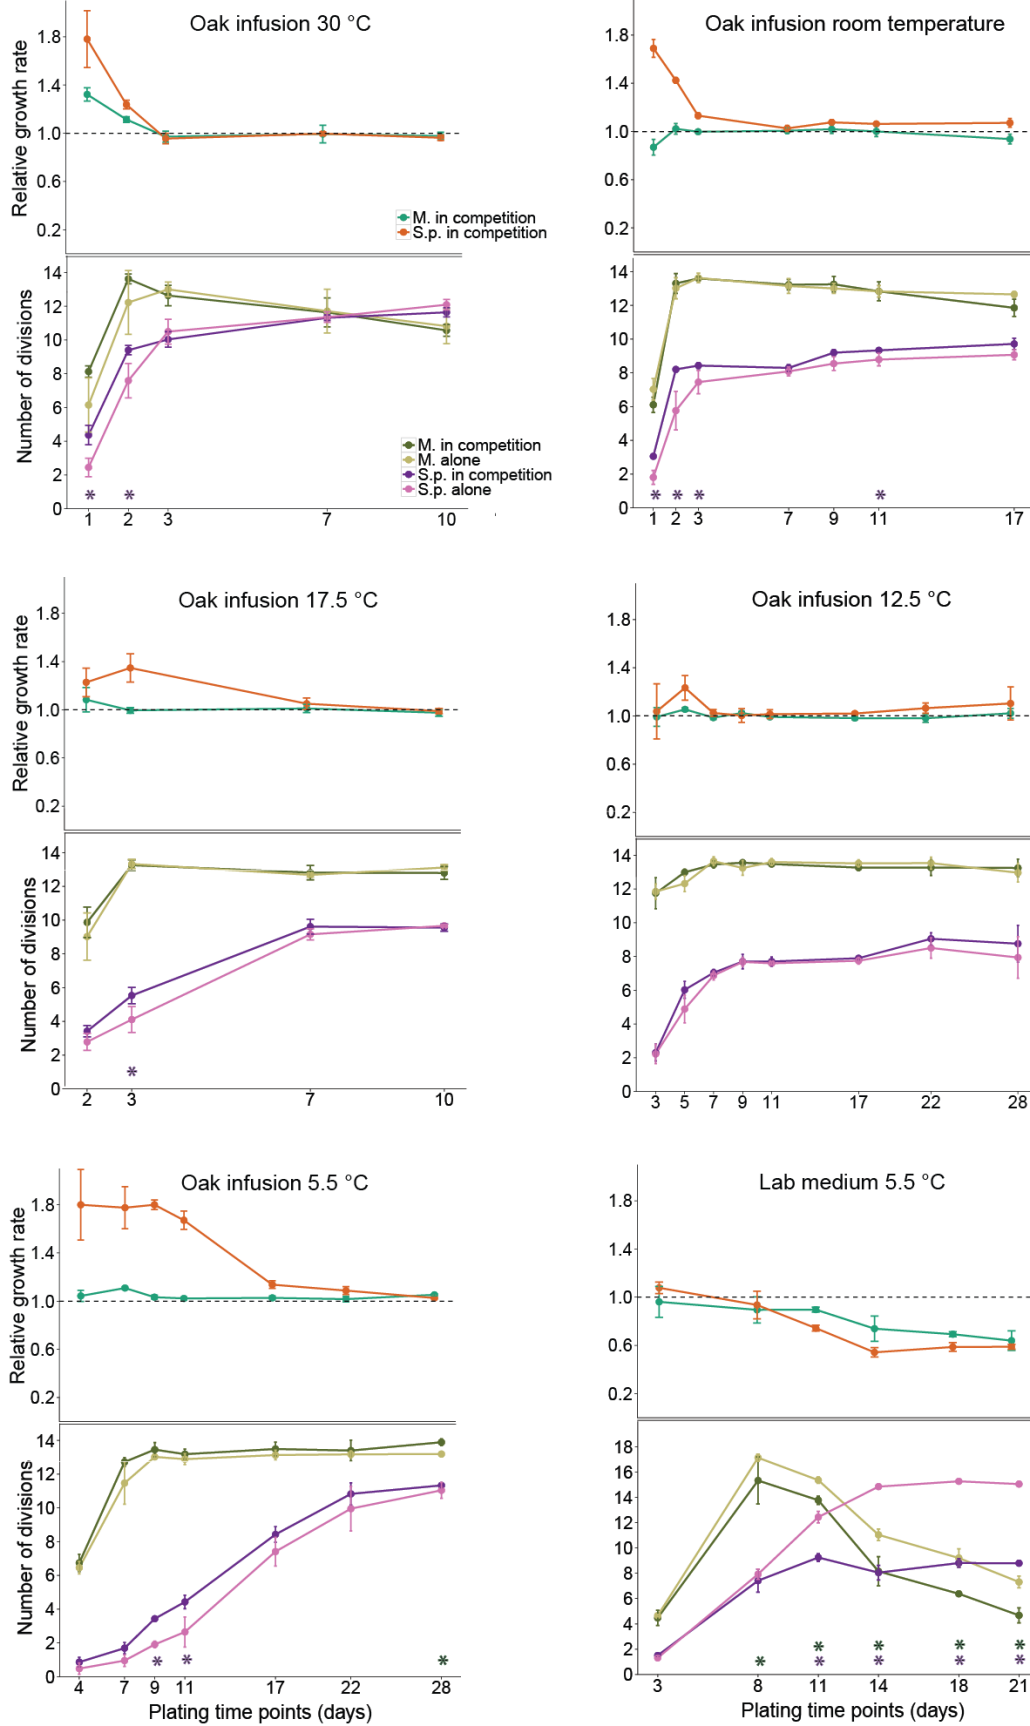 Oak infusion 30 °C
Relative growth rate
1.8
1.4
1.0
0.6
0.2
M. in competition
S.p. in competition
Number of divisions
14
12
10
8
6
4
2
0
M. in competition
M. alone
S.p. in competition
S.p. alone
* *
1 2 3 7 10
Oak infusion room temperature
1.8
1.4
1.0
0.6
0.2
14
12
10
8
6
4
2
0
* * * *
1 2 3 7 9 11 17
Oak infusion 17.5 °C
Relative growth rate
1.8
1.4
1.0
0.6
0.2
Number of divisions
14
12
10
8
6
4
2
0
*
2 3 7 10
Oak infusion 12.5 °C
1.8
1.4
1.0
0.6
0.2
14
12
10
8
6
4
2
0
3 5 7 9 11 17 22 28
Oak infusion 5.5 °C
Relative growth rate
1.8
1.4
1.0
0.6
0.2
Number of divisions
14
12
10
8
6
4
2
0
* * *
4 7 9 11 17 22 28
Plating time points (days)
Lab medium 5.5 °C
1.8
1.4
1.0
0.6
0.2
18
16
14
12
10
8
6
4
2
0
* * * *
* * * * *
3 8 11 14 18 21
Plating time points (days)